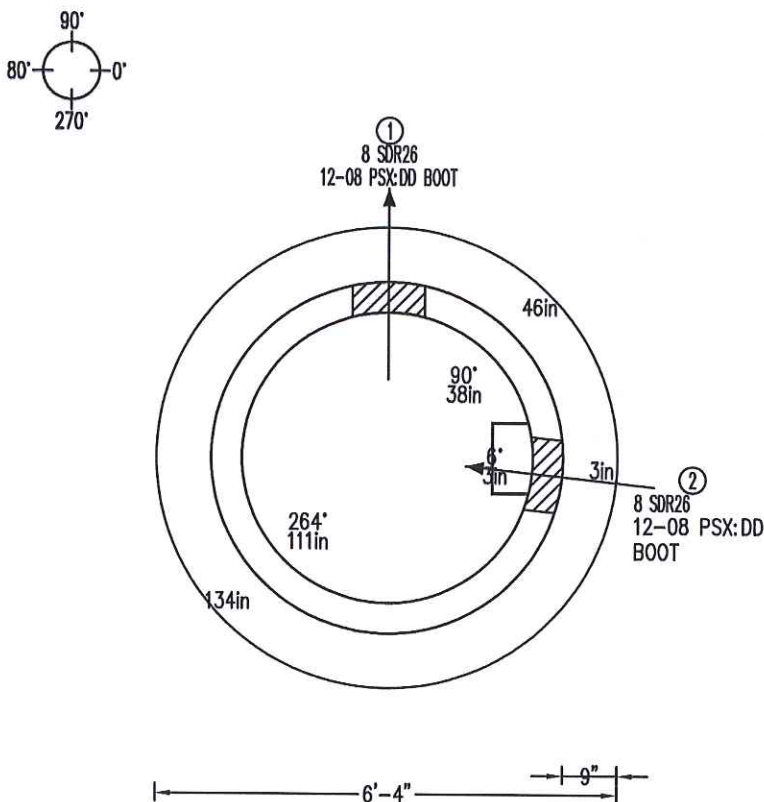 90°
80° 0°
270°
1
8 SDR26
12-08 PSX:DD BOOT
46in
90°
38in
6°
3in
3in
2
8 SDR26
12-08 PSX:DD
BOOT
264°
111in
134in
9"
6'-4"